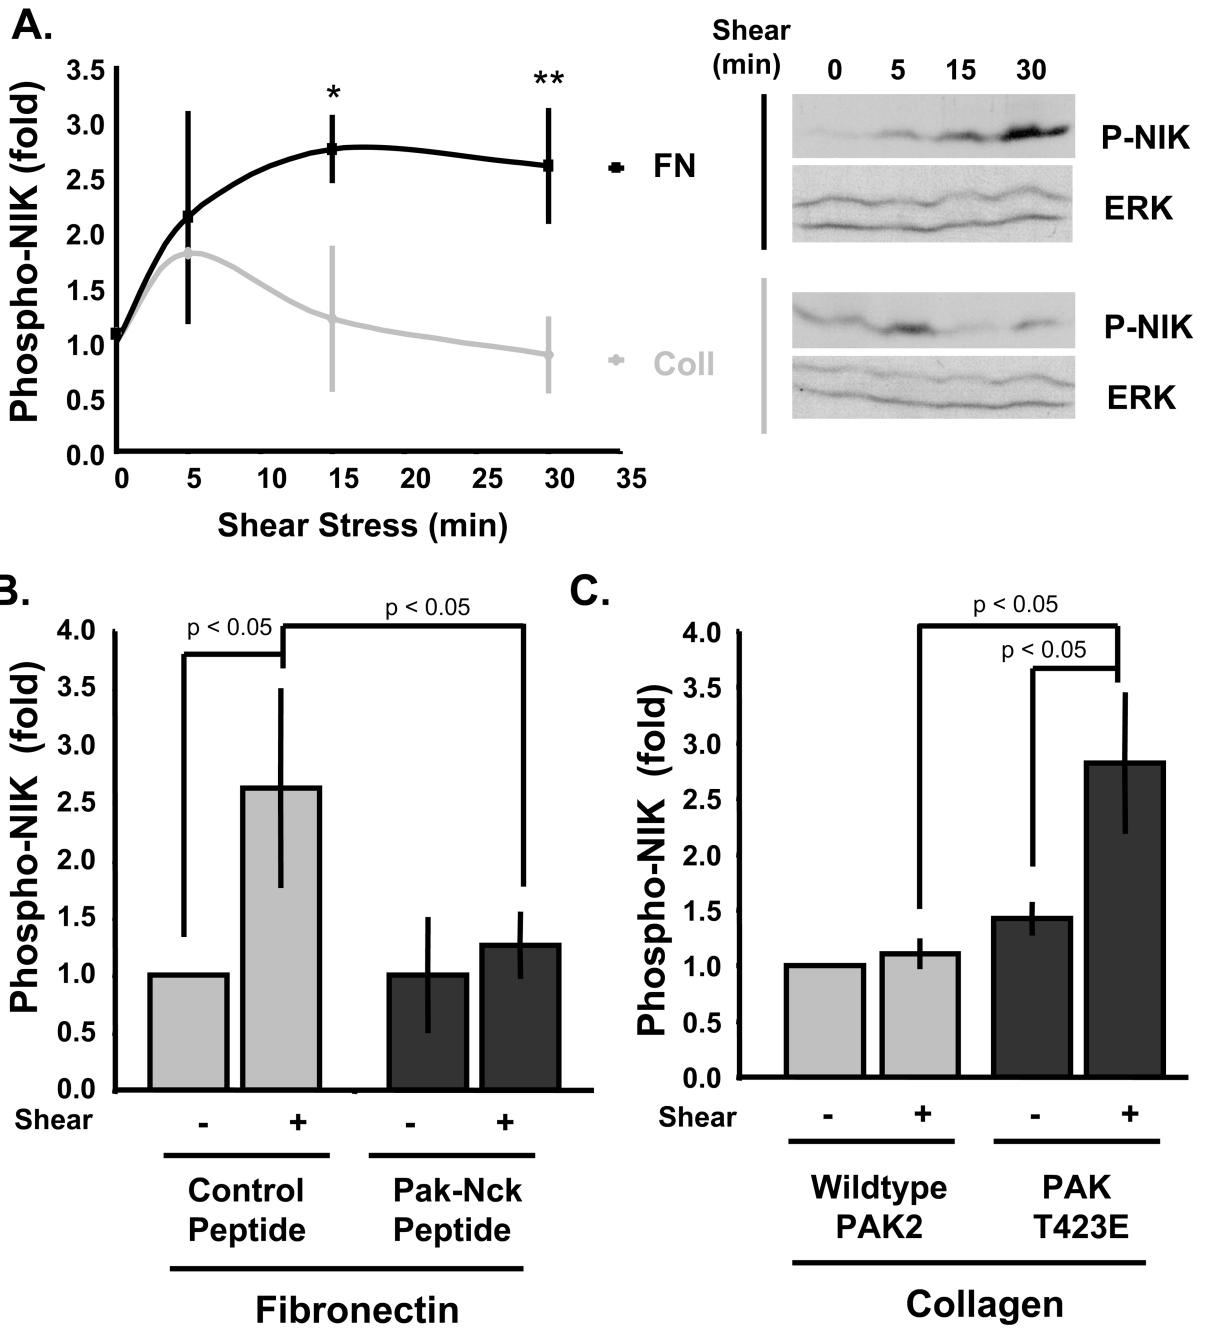 A.
Phospho-NIK (fold)
3.5
3.0
2.5
2.0
1.5
1.0
0.5
0.0
0 5 10 15 20 25 30 35
Shear Stress (min)
*
**
FN
Coll
Shear
(min) 0 5 15 30
P-NIK
ERK
P-NIK
ERK
B.
Phospho-NIK (fold)
4.0
3.5
3.0
2.5
2.0
1.5
1.0
0.5
0.0
p < 0.05
p < 0.05
Shear - + - +
Control Pak-Nck
Peptide Peptide
Fibronectin
C.
Phospho-NIK (fold)
4.0
3.5
3.0
2.5
2.0
1.5
1.0
0.5
0.0
p < 0.05
p < 0.05
Shear - + - +
Wildtype PAK
PAK2 T423E
Collagen